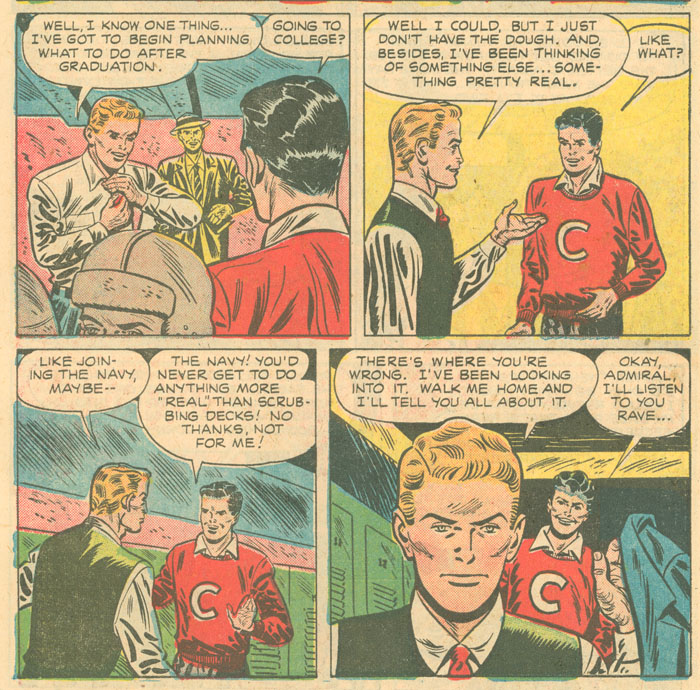 WELL, I KNOW ONE THING...
I'VE GOT TO BEGIN PLANNING
WHAT TO DO AFTER
GRADUATION.
GOING TO
COLLEGE?
WELL I COULD, BUT I JUST
DON'T HAVE THE DOUGH. AND,
BESIDES, I'VE BEEN THINKING
OF SOMETHING ELSE... SOME-
THING PRETTY REAL.
LIKE
WHAT?
C
LIKE JOIN-
ING THE NAVY,
MAYBE--
THE NAVY! YOU'D
NEVER GET TO DO
ANYTHING MORE
"REAL" THAN SCRUB-
BING DECKS! NO
THANKS, NOT
FOR ME!
C
THERE'S WHERE YOU'RE
WRONG. I'VE BEEN LOOKING
INTO IT. WALK ME HOME AND
I'LL TELL YOU ALL ABOUT IT.
OKAY,
ADMIRAL,
I'LL LISTEN
TO YOU
RAVE...
C